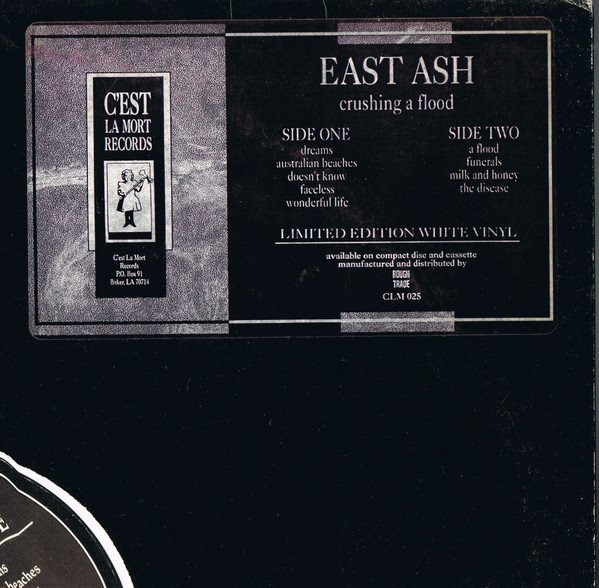 C'EST
LA MORT
RECORDS
C'est La Mort
Records
P.O. Box 91
Baker, LA 70714
EAST ASH
crushing a flood
SIDE ONE
dreams
australian beaches
doesn't know
faceless
wonderful life
SIDE TWO
a flood
funerals
milk and honey
the disease
LIMITED EDITION WHITE VINYL
available on compact disc and cassette
manufactured and distributed by
ROUGH
TRADE
CLM 025
beaches